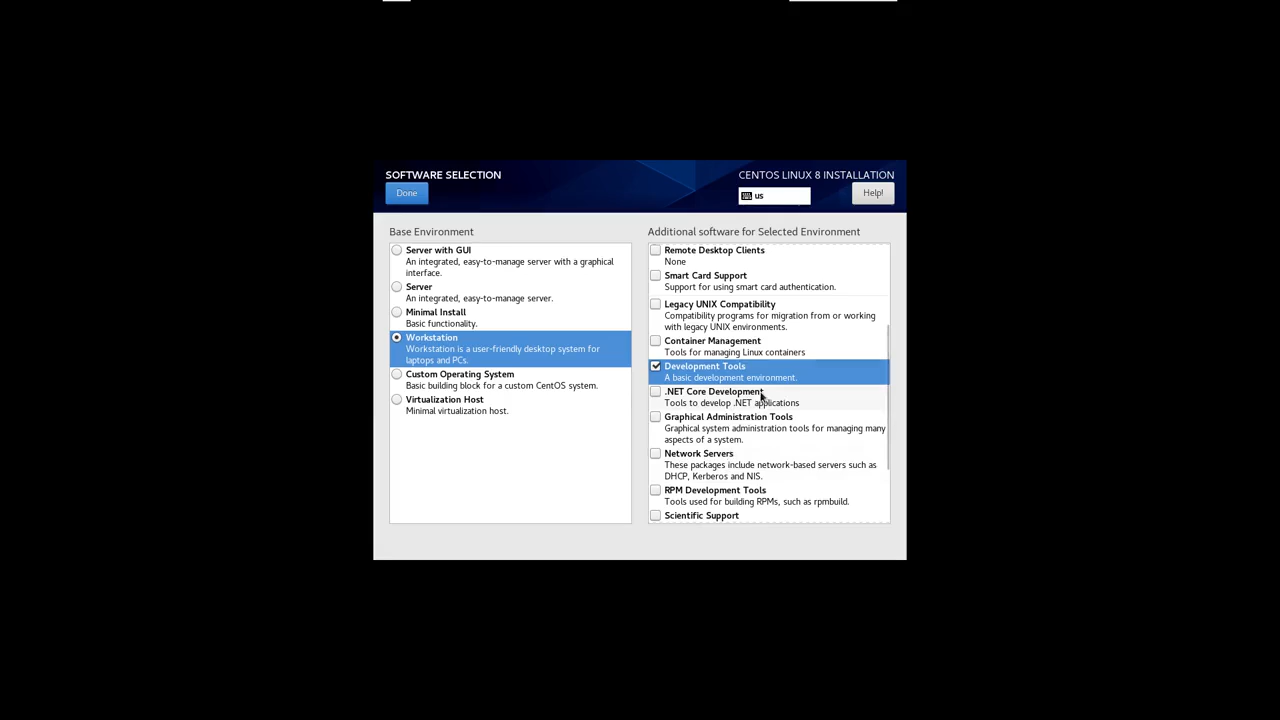 SOFTWARE SELECTION
CENTOS LINUX 8 INSTALLATION
Done
us
Help!
Base Environment
Server with GUI
An integrated, easy-to-manage server with a graphical
interface.
Server
An integrated, easy-to-manage server.
Minimal Install
Basic functionality.
Workstation
Workstation is a user-friendly desktop system for
laptops and PCs.
Custom Operating System
Basic building block for a custom CentOS system.
Virtualization Host
Minimal virtualization host.
Additional software for Selected Environment
Remote Desktop Clients
None
Smart Card Support
Support for using smart card authentication.
Legacy UNIX Compatibility
Compatibility programs for migration from or working
with legacy UNIX environments.
Container Management
Tools for managing Linux containers
Development Tools
A basic development environment.
.NET Core Development
Tools to develop .NET applications
Graphical Administration Tools
Graphical system administration tools for managing many
aspects of a system.
Network Servers
These packages include network-based servers such as
DHCP, Kerberos and NIS.
RPM Development Tools
Tools used for building RPMs, such as rpmbuild.
Scientific Support